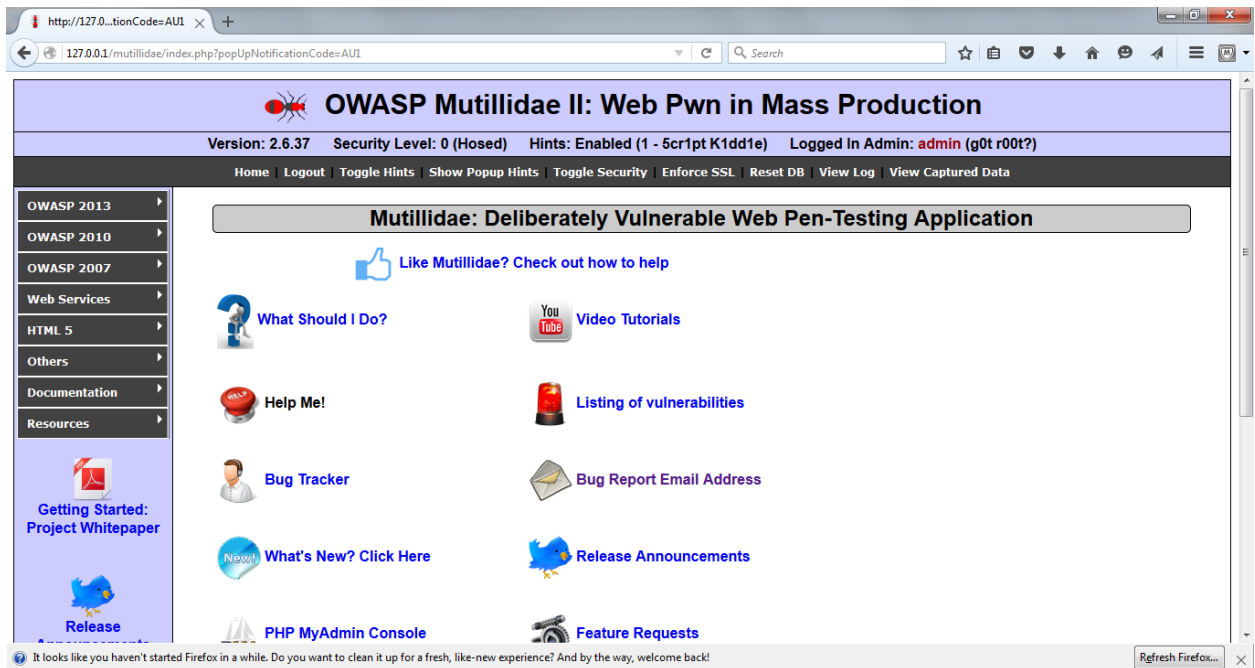 http://127.0...tionCode=AU1
127.0.0.1/mutillidae/index.php?popUpNotificationCode=AU1
Search
OWASP Mutillidae II: Web Pwn in Mass Production
Version: 2.6.37 Security Level: 0 (Hosed) Hints: Enabled (1 - 5cr1pt K1dd1e) Logged In Admin: admin (g0t r00t?)
Home | Logout | Toggle Hints | Show Popup Hints | Toggle Security | Enforce SSL | Reset DB | View Log | View Captured Data
OWASP 2013
OWASP 2010
OWASP 2007
Web Services
HTML 5
Others
Documentation
Resources
Getting Started:
Project Whitepaper
Release
Mutillidae: Deliberately Vulnerable Web Pen-Testing Application
Like Mutillidae? Check out how to help
What Should I Do?
You
Tube
Video Tutorials
HELP
Help Me!
Listing of vulnerabilities
Bug Tracker
Bug Report Email Address
New!
What's New? Click Here
Release Announcements
PHP MyAdmin Console
Feature Requests
It looks like you haven't started Firefox in a while. Do you want to clean it up for a fresh, like-new experience? And by the way, welcome back!
Refresh Firefox...